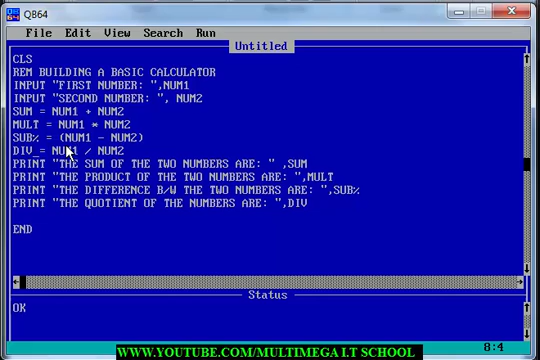 QB64
File Edit View Search Run
Untitled
CLS
REM BUILDING A BASIC CALCULATOR
INPUT "FIRST NUMBER: ",NUM1
INPUT "SECOND NUMBER: ", NUM2
SUM = NUM1 + NUM2
MULT = NUM1 * NUM2
SUB% = (NUM1 - NUM2)
DIV_= NUM1 / NUM2
PRINT "THE SUM OF THE TWO NUMBERS ARE: " ,SUM
PRINT "THE PRODUCT OF THE TWO NUMBERS ARE: ",MULT
PRINT "THE DIFFERENCE B/W THE TWO NUMBERS ARE: ",SUB%
PRINT "THE QUOTIENT OF THE NUMBERS ARE: ",DIV
END
Status
OK
8:4
WWW.YOUTUBE.COM/MULTIMEGA I.T SCHOOL